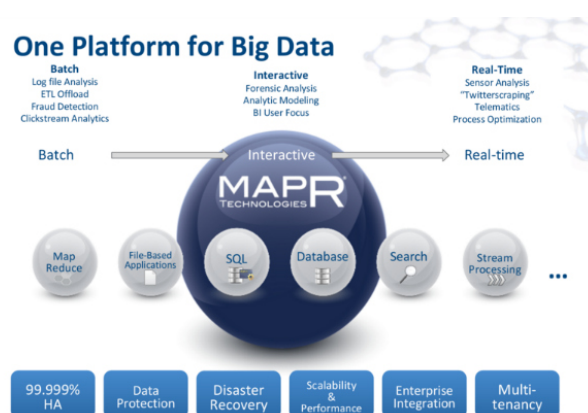 One Platform for Big Data
Batch
Log file Analysis
ETL Offload
Fraud Detection
Clickstream Analytics
Interactive
Forensic Analysis
Analytic Modeling
BI User Focus
Real-Time
Sensor Analysis
"Twitterscraping"
Telematics
Process Optimization
Batch
Interactive
Real-time
MAPR
TECHNOLOGIES
Map
Reduce
File-Based
Applications
SQL
Database
Search
Stream
Processing
...
99.999%
HA
Data
Protection
Disaster
Recovery
Scalability
&
Performance
Enterprise
Integration
Multi-
tenancy